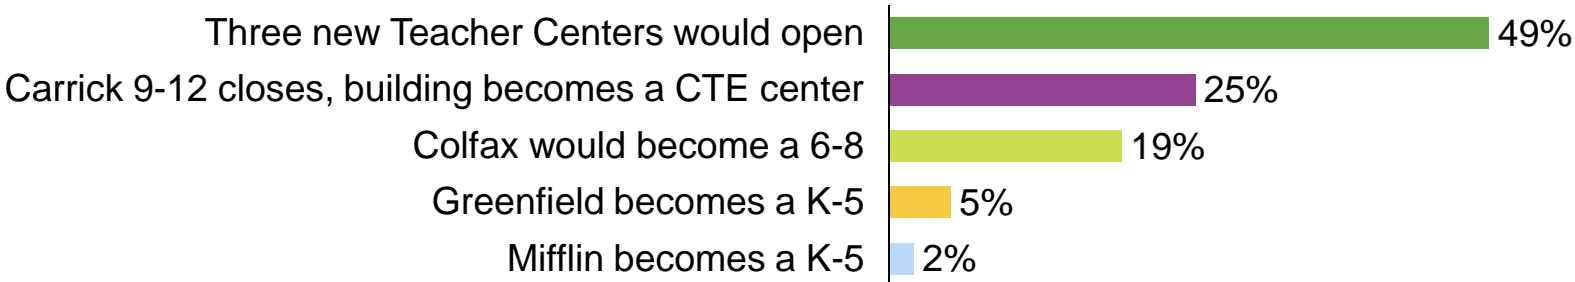 Three new Teacher Centers would open 49%
Carrick 9-12 closes, building becomes a CTE center 25%
Colfax would become a 6-8 19%
Greenfield becomes a K-5 5%
Mifflin becomes a K-5 2%